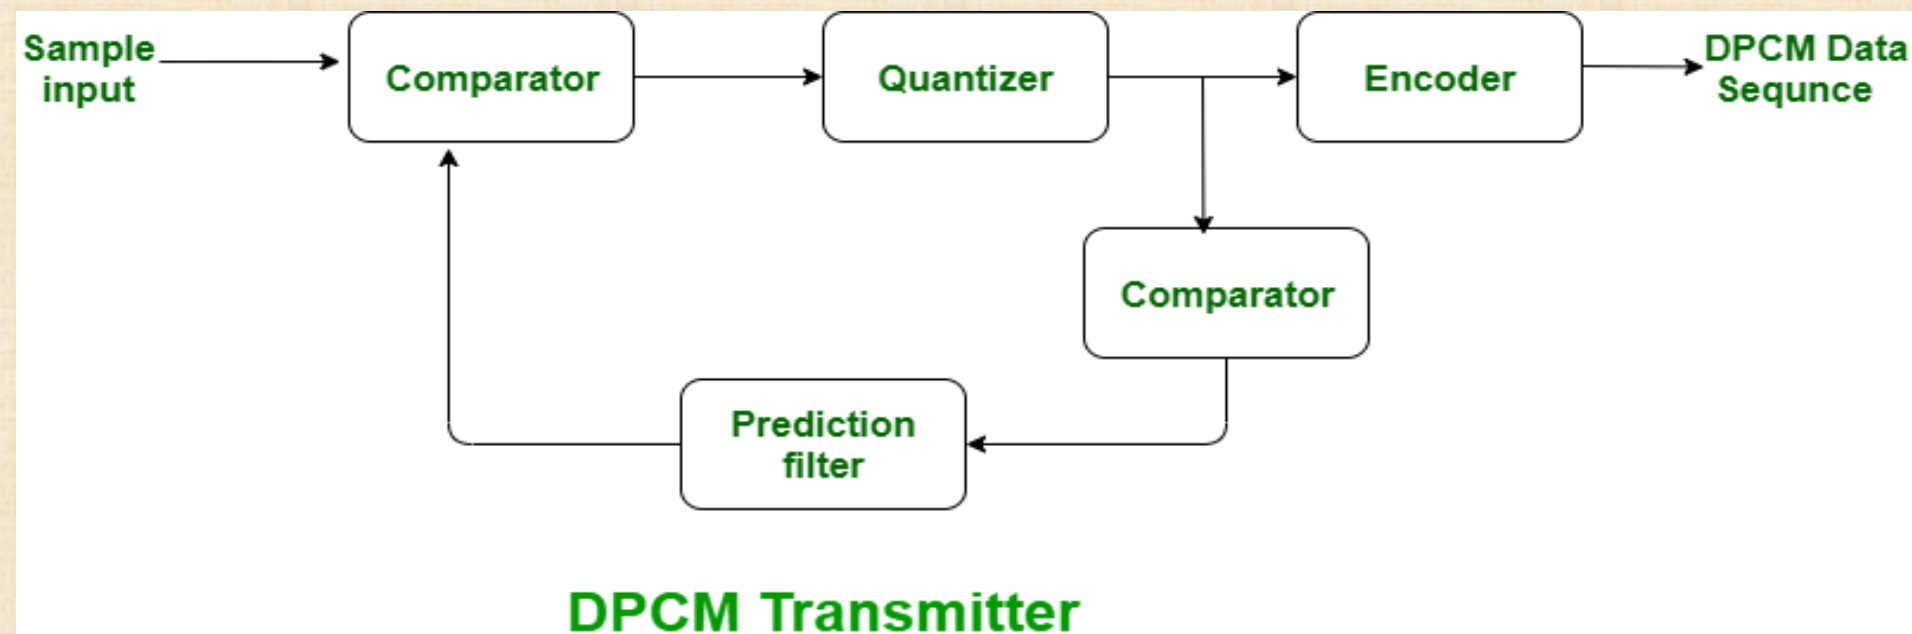 Sample
input
Comparator
Quantizer
Encoder
DPCM Data
Sequnce
Comparator
Prediction
filter
DPCM Transmitter